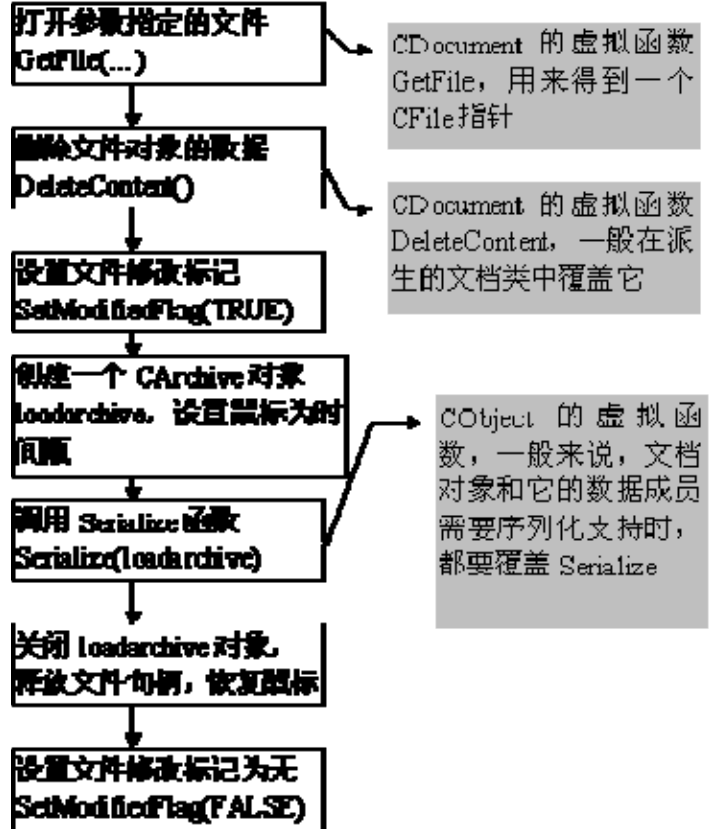 打开参数指定的文件
GetFile(...)
CDocument 的虚拟函数
GetFile，用来得到一个
CFile指针
删除文件对象的数据
DeleteContent()
CDocument 的虚拟函数
DeleteContent，一般在派
生的文档类中覆盖它
设置文件修改标记
SetModifiedFlag(TRUE)
创建一个 CArchive 对象
loadarchive，设置鼠标为时
间瓶
CObject 的虚拟函
数，一般来说，文档
对象和它的数据成员
需要序列化支持时，
都要覆盖 Serialize
调用 Serialize 函数
Serialize(loadarchive)
关闭 loadarchive 对象，
释放文件句柄，恢复鼠标
设置文件修改标记为无
SetModifiedFlag(FALSE)